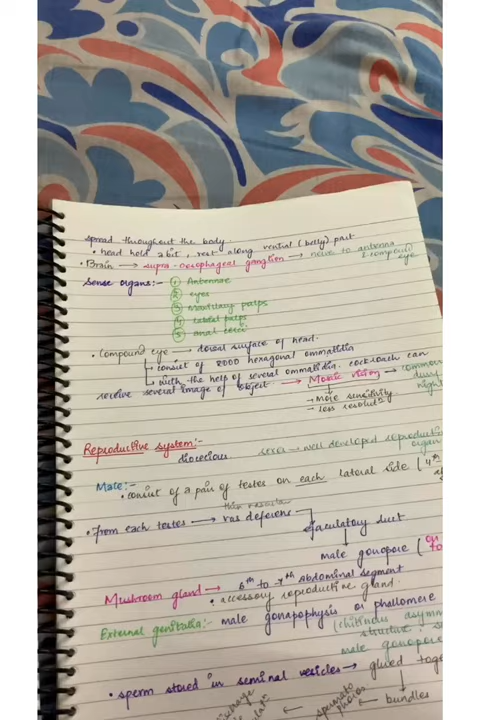 spread throughout the body.
• head hold a bit, rest along ventral (belly) part
• Brain → supra-oesophageal ganglion → nerve to antenna & compound eye
Sense organs:- ① Antennae
② eyes
③ maxillary palps
④ labial palps
⑤ anal cerci
• Compound eye → dorsal surface of head.
→ consist of 2000 hexagonal ommatidia
→ with the help of several ommatidia. cockroach can
receive several image of object → Mosaic vision → common
→ More sensitivity
→ less resolut
Reproductive system:-
dioecious sexes → well developed reproductive organ
Male:-
• consist of a pair of testes on each lateral side (4th
• From each testes → vas deferens
ejaculatory duct
↓
male gonopore (
Mushroom gland → 6th to 7th abdominal segment
• accessory reproductive gland.
External genitalia:- male gonapophysis or phallomere
(chitinous asymm
male gonopore
• sperm stored in seminal vesicles → glued toge
↓
bundles